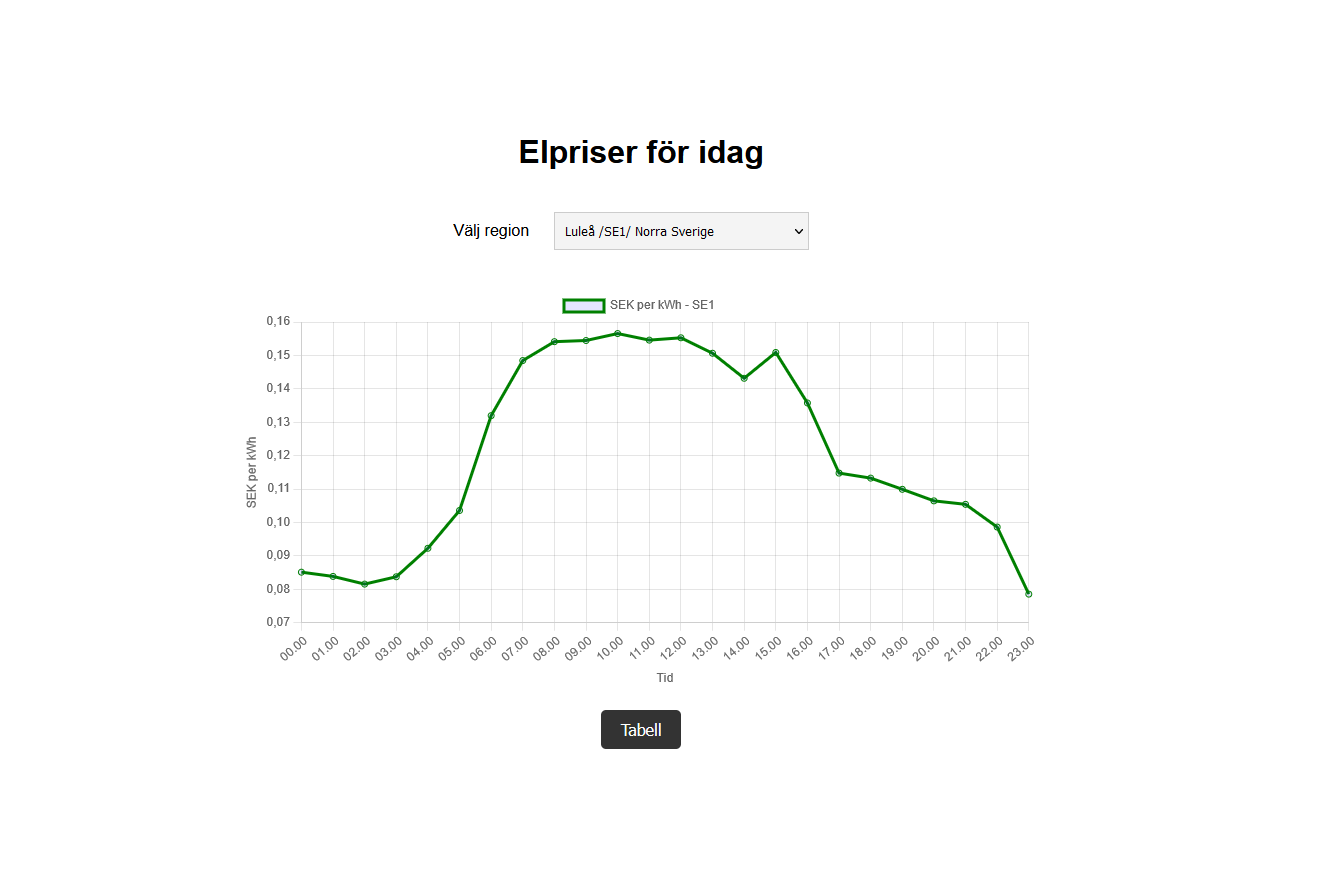 Elpriser för idag
Välj region
Luleå /SE1/ Norra Sverige
SEK per kWh - SE1
0,16
0,15
0,14
0,13
0,12
0,11
0,10
0,09
0,08
0,07
SEK per kWh
00.00 01.00 02.00 03.00 04.00 05.00 06.00 07.00 08.00 09.00 10.00 11.00 12.00 13.00 14.00 15.00 16.00 17.00 18.00 19.00 20.00 21.00 22.00 23.00
Tid
Tabell